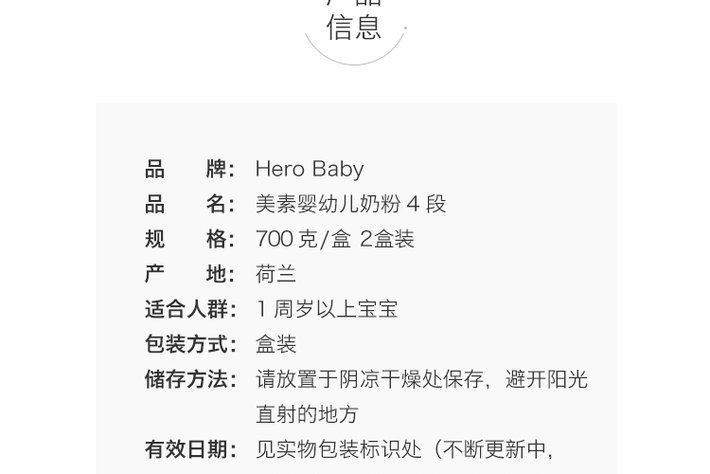 产品
信息
品 牌： Hero Baby
品 名： 美素婴幼儿奶粉 4 段
规 格： 700 克/盒 2盒装
产 地： 荷兰
适合人群： 1 周岁以上宝宝
包装方式： 盒装
储存方法： 请放置于阴凉干燥处保存，避开阳光
直射的地方
有效日期： 见实物包装标识处（不断更新中，